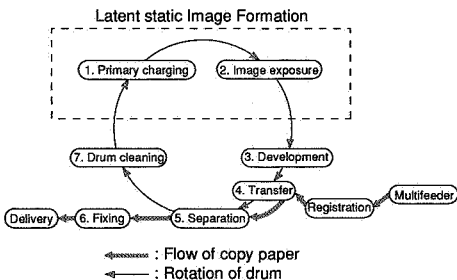 Latent static Image Formation
1. Primary charging
2. Image exposure
7. Drum cleaning
3. Development
4. Transfer
Multifeeder
Registration
Delivery
6. Fixing
5. Separation
: Flow of copy paper
: Rotation of drum